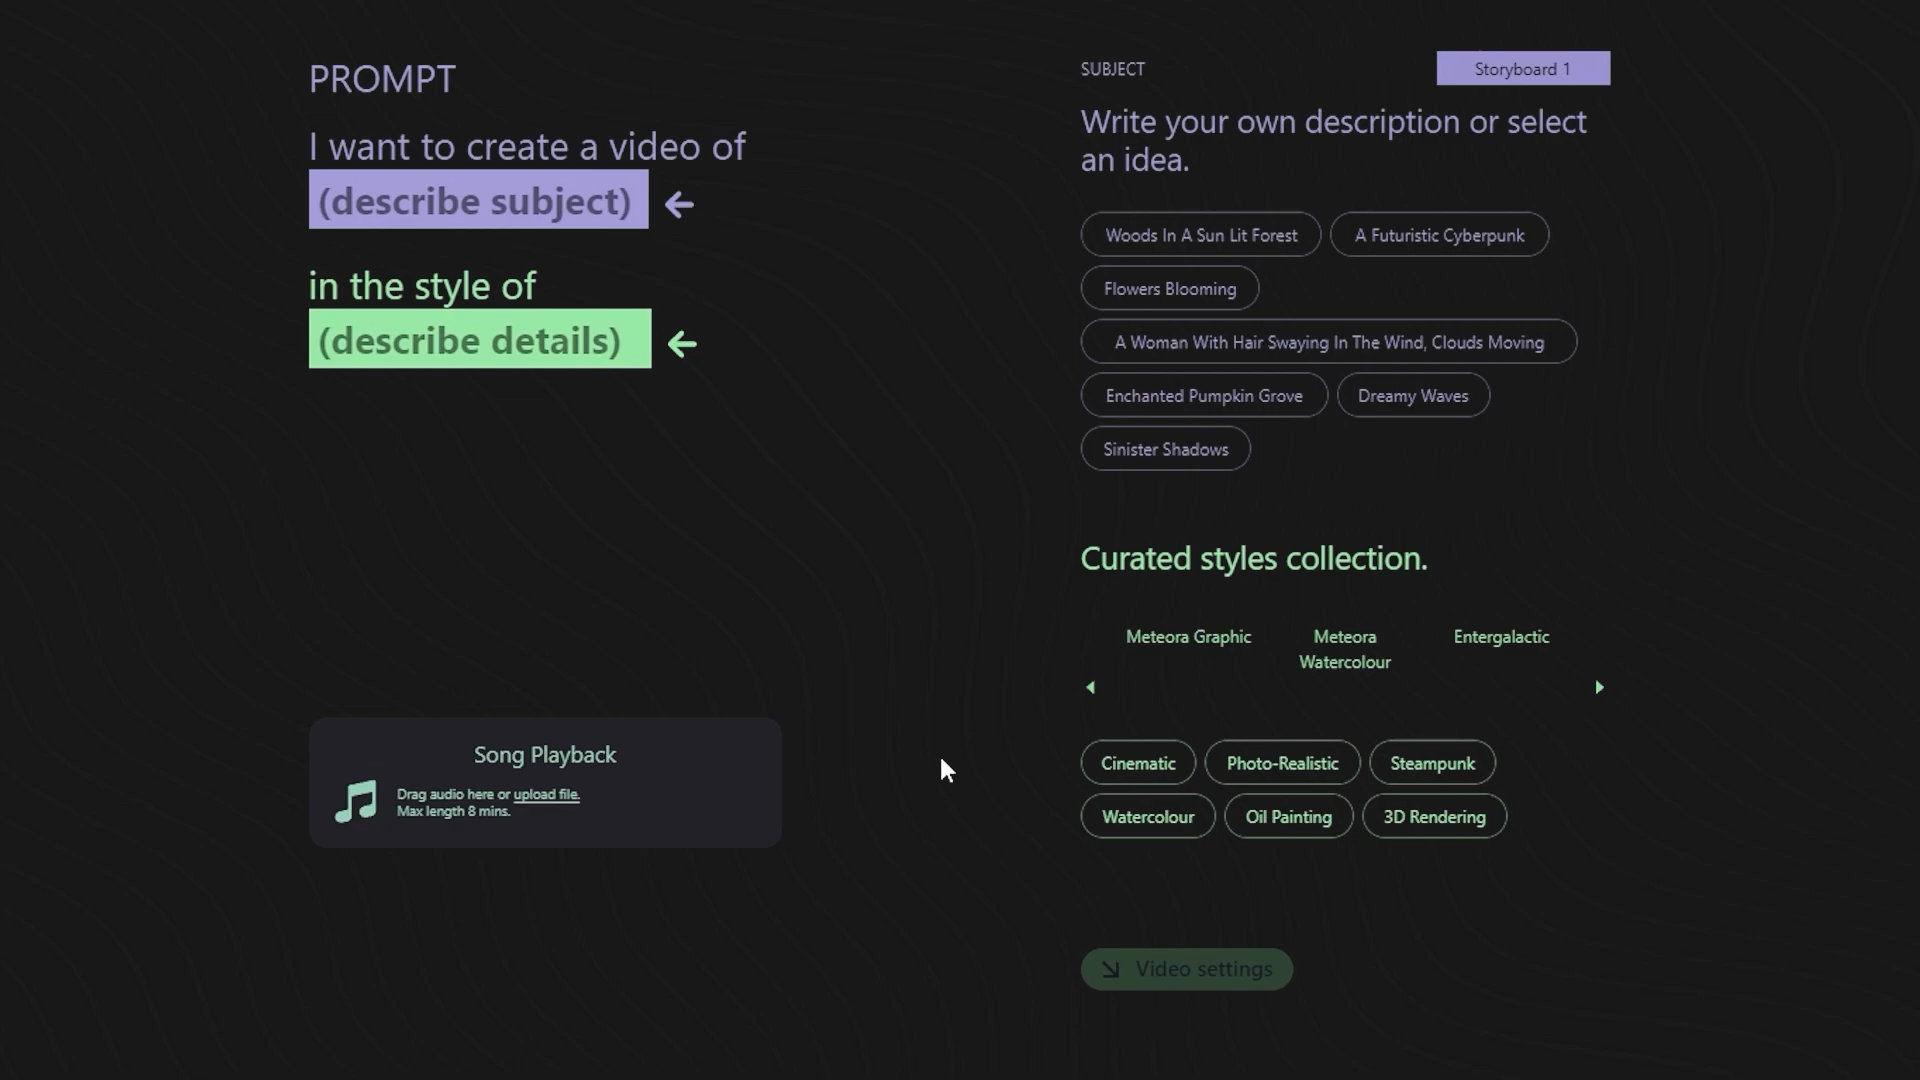 PROMPT
I want to create a video of
(describe subject)
in the style of
(describe details)
Song Playback
Drag audio here or upload file.
Max length 8 mins.
SUBJECT
Storyboard 1
Write your own description or select
an idea.
Woods In A Sun Lit Forest
A Futuristic Cyberpunk
Flowers Blooming
A Woman With Hair Swaying In The Wind, Clouds Moving
Enchanted Pumpkin Grove
Dreamy Waves
Sinister Shadows
Curated styles collection.
Meteora Graphic
Meteora
Watercolour
Entergalactic
Cinematic
Photo-Realistic
Steampunk
Watercolour
Oil Painting
3D Rendering
Video settings